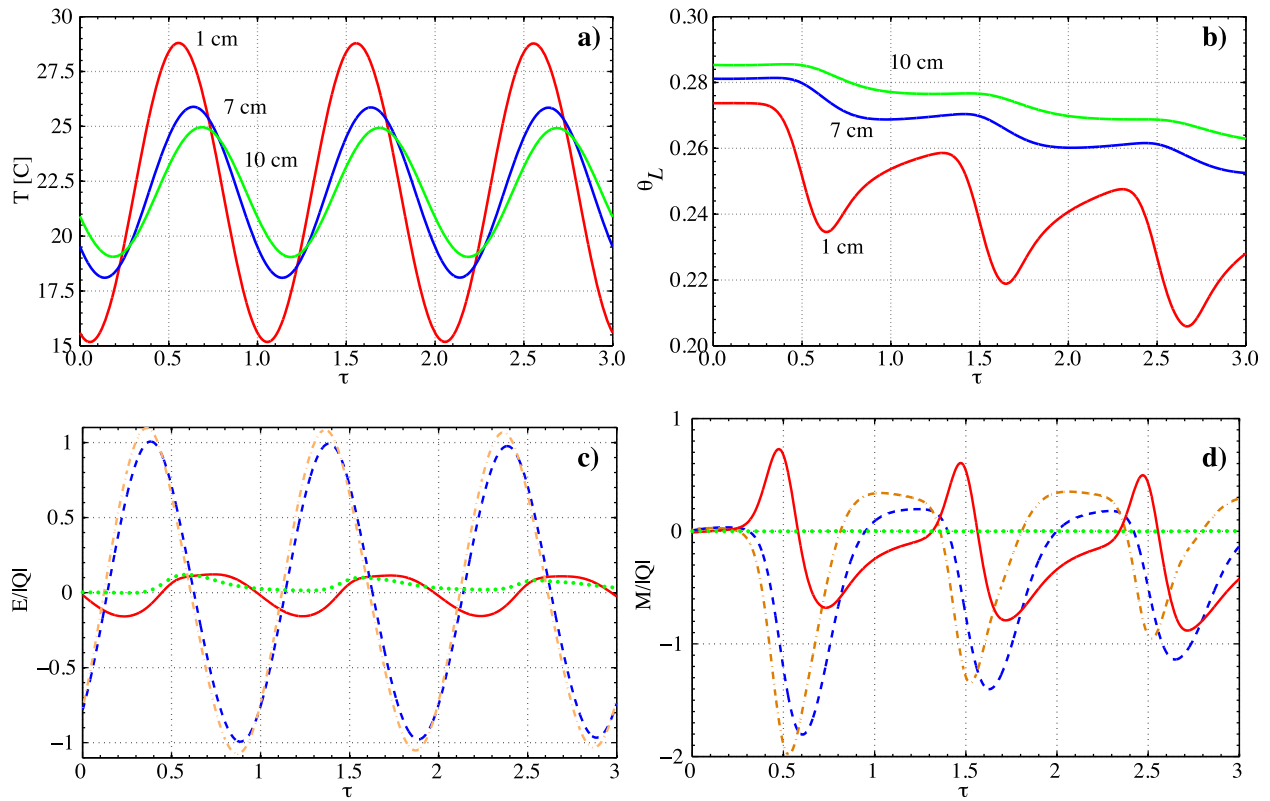 a)
T [C]
30
27.5
25
22.5
20
17.5
15
1 cm
7 cm
10 cm
0.0
0.5
1.0
1.5
2.0
2.5
3.0
τ
b)
θL
0.30
0.28
0.26
0.24
0.22
0.20
10 cm
7 cm
1 cm
0.0
0.5
1.0
1.5
2.0
2.5
3.0
τ
c)
E/|Q|
1
0.5
0
−0.5
−1
0
0.5
1
1.5
2
2.5
3
τ
d)
M/|Q|
1
0
−1
−2
0
0.5
1
1.5
2
2.5
3
τ